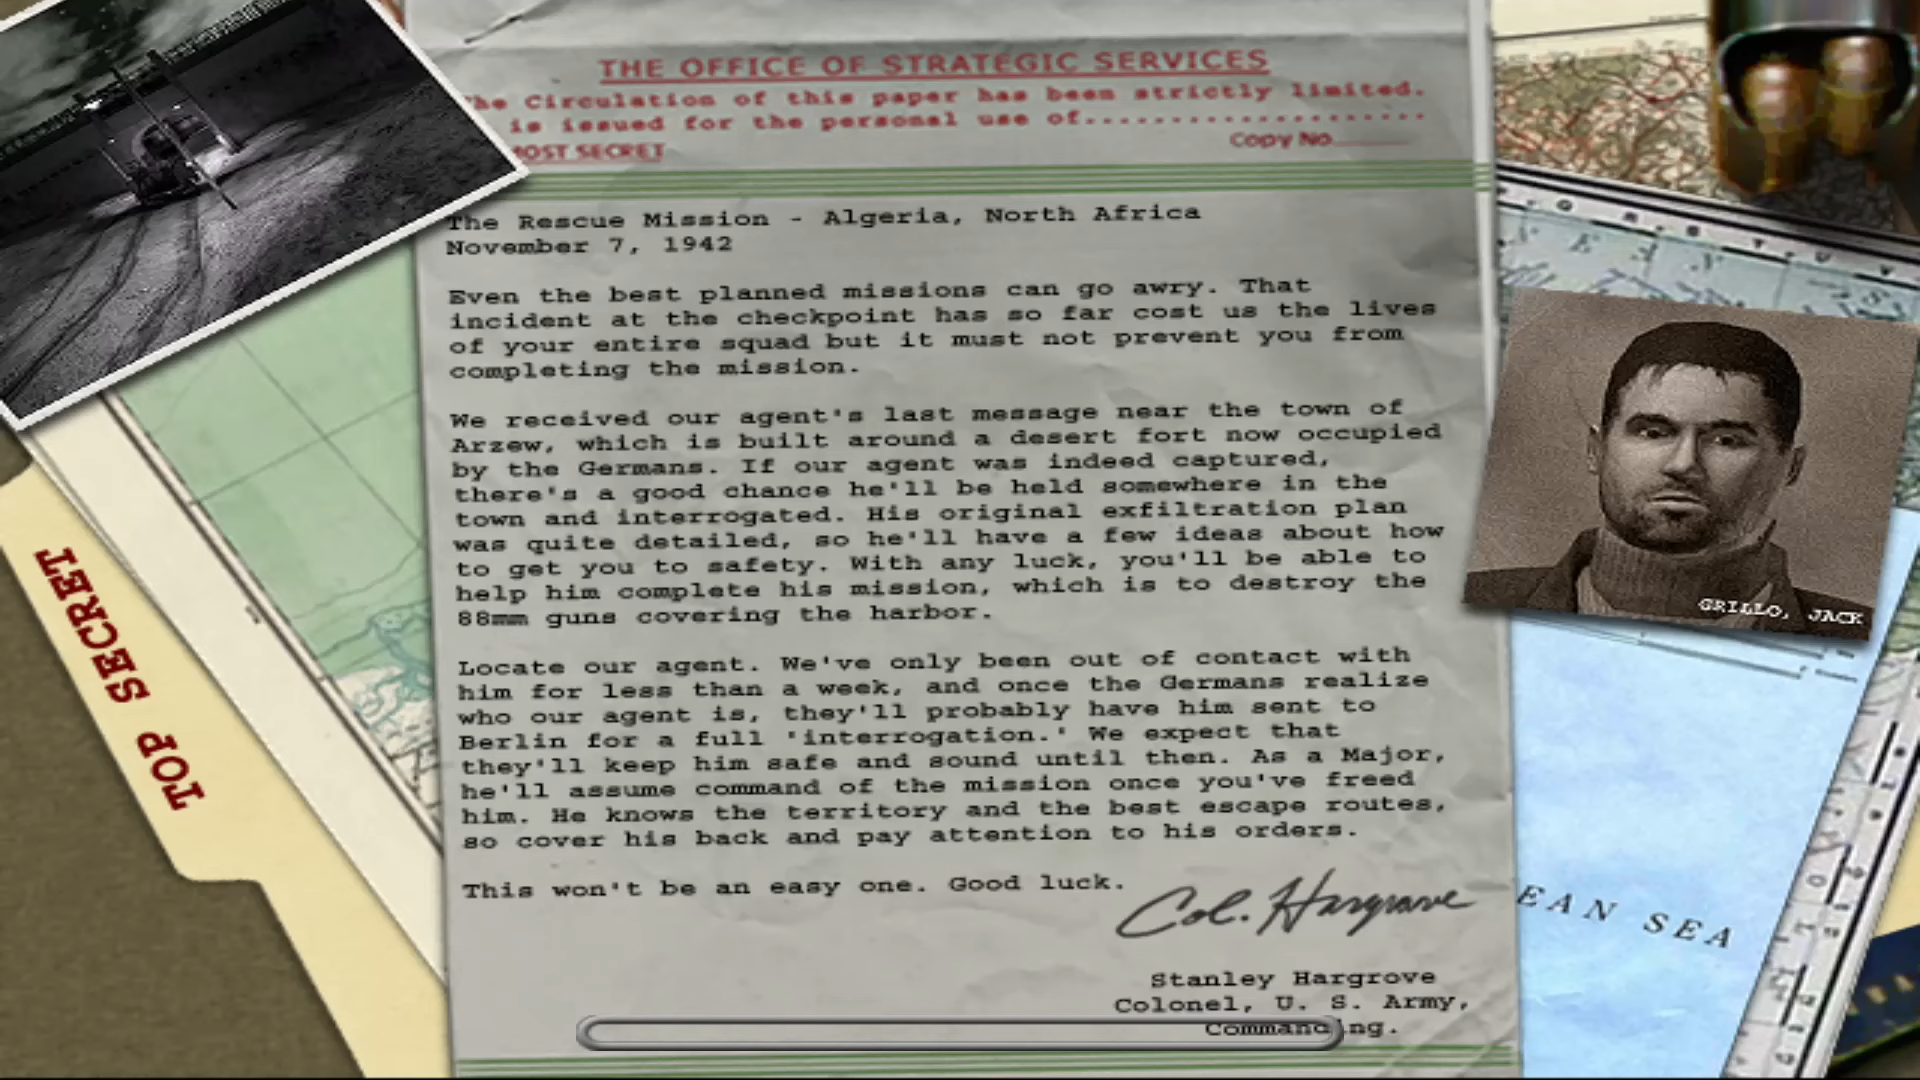 THE OFFICE OF STRATEGIC SERVICES
The Circulation of this paper has been strictly limited.
is issued for the personal use of.....................
MOST SECRET
Copy No.
The Rescue Mission - Algeria, North Africa
November 7, 1942
Even the best planned missions can go awry. That
incident at the checkpoint has so far cost us the lives
of your entire squad but it must not prevent you from
completing the mission.
We received our agent's last message near the town of
Arzew, which is built around a desert fort now occupied
by the Germans. If our agent was indeed captured,
there's a good chance he'll be held somewhere in the
town and interrogated. His original exfiltration plan
was quite detailed, so he'll have a few ideas about how
to get you to safety. With any luck, you'll be able to
help him complete his mission, which is to destroy the
88mm guns covering the harbor.
Locate our agent. We've only been out of contact with
him for less than a week, and once the Germans realize
who our agent is, they'll probably have him sent to
Berlin for a full 'interrogation.' We expect that
they'll keep him safe and sound until then. As a Major,
he'll assume command of the mission once you've freed
him. He knows the territory and the best escape routes,
so cover his back and pay attention to his orders.
This won't be an easy one. Good luck.
Col. Hargrove
Stanley Hargrove
Colonel, U. S. Army,
Commanding.
TOP SECRET
GRILLO, JACK
EAN SEA